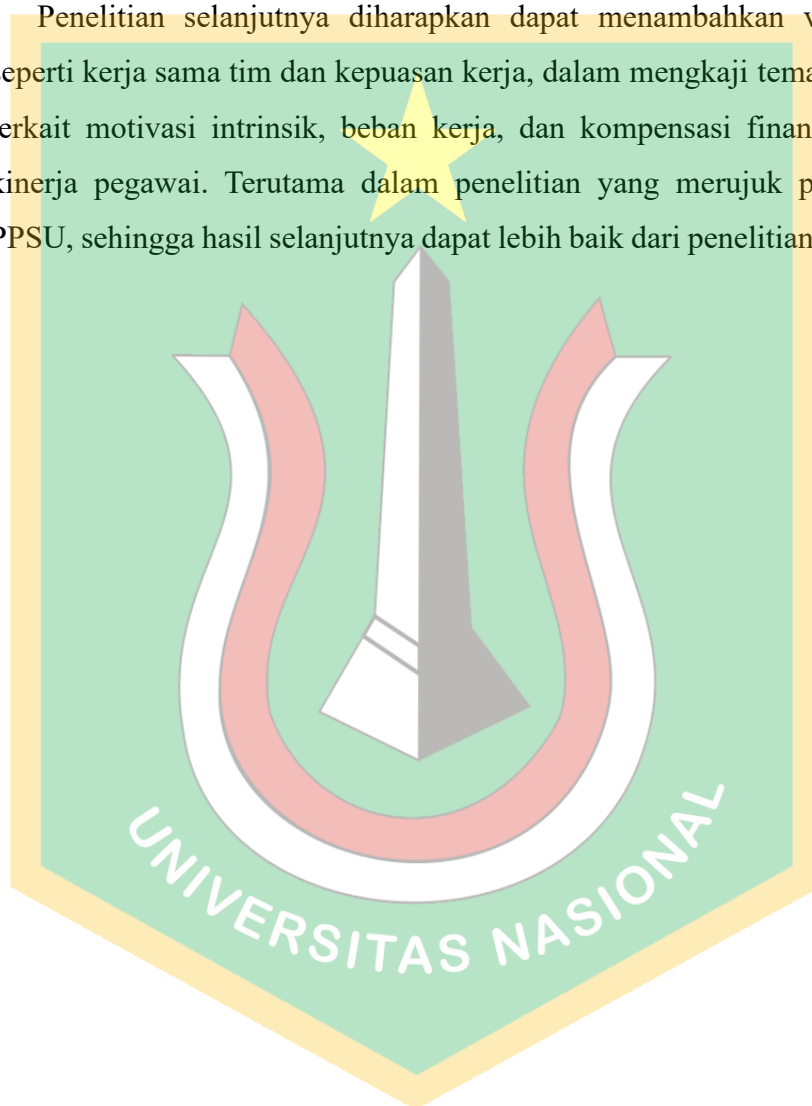 Penelitian selanjutnya diharapkan dapat menambahkan v
seperti kerja sama tim dan kepuasan kerja, dalam mengkaji tema
erkait motivasi intrinsik, beban kerja, dan kompensasi finan
kinerja pegawai. Terutama dalam penelitian yang merujuk p
PPSU, sehingga hasil selanjutnya dapat lebih baik dari penelitian
UNIVERSITAS NASIONAL